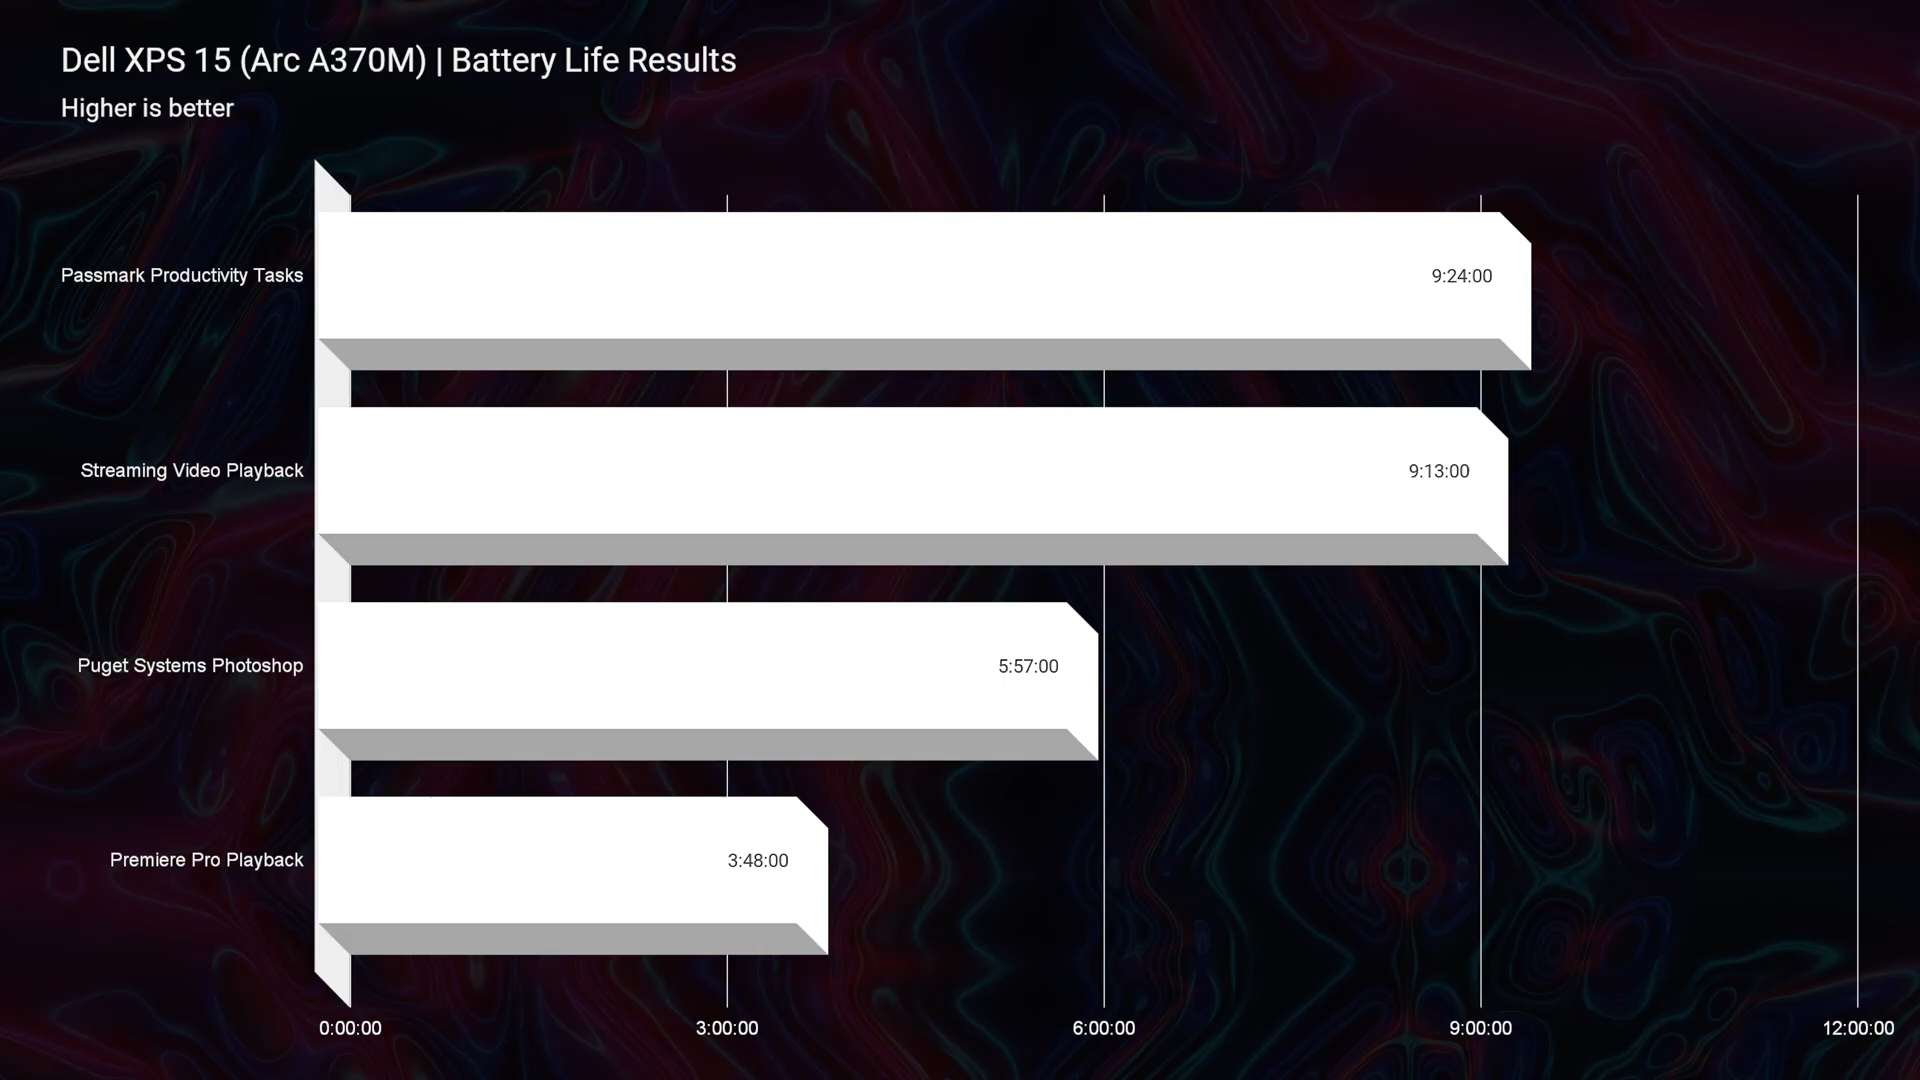 Dell XPS 15 (Arc A370M) | Battery Life Results
Higher is better
Passmark Productivity Tasks
9:24:00
Streaming Video Playback
9:13:00
Puget Systems Photoshop
5:57:00
Premiere Pro Playback
3:48:00
0:00:00 3:00:00 6:00:00 9:00:00 12:00:00